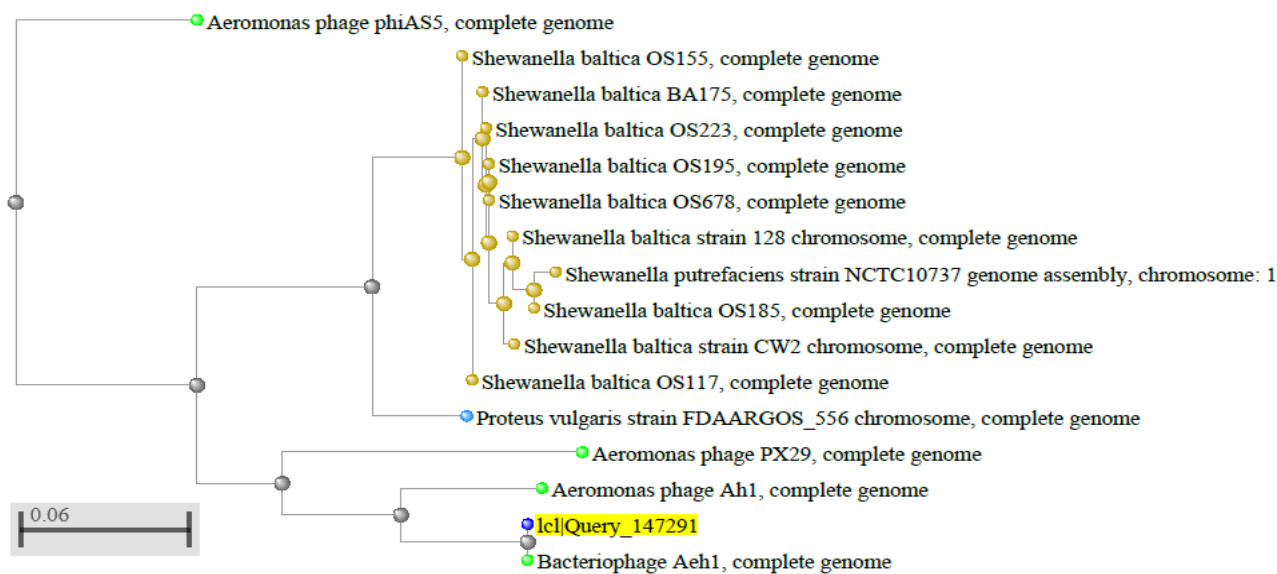 Aeromonas phage phiAS5, complete genome
Shewanella baltica OS155, complete genome
Shewanella baltica BA175, complete genome
Shewanella baltica OS223, complete genome
Shewanella baltica OS195, complete genome
Shewanella baltica OS678, complete genome
Shewanella baltica strain 128 chromosome, complete genome
Shewanella putrefaciens strain NCTC10737 genome assembly, chromosome: 1
Shewanella baltica OS185, complete genome
Shewanella baltica strain CW2 chromosome, complete genome
Shewanella baltica OS117, complete genome
Proteus vulgaris strain FDAARGOS_556 chromosome, complete genome
Aeromonas phage PX29, complete genome
Aeromonas phage Ah1, complete genome
0.06
lcl|Query_147291
Bacteriophage Aeh1, complete genome